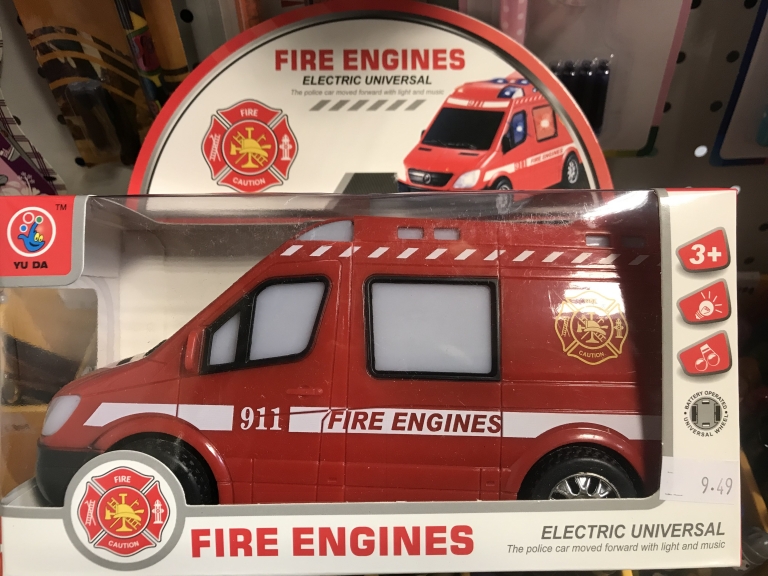 FIRE ENGINES
ELECTRIC UNIVERSAL
The police car moved forward with light and music
FIRE
CAUTION
FIRE ENGINES
TM
YU DA
3+
CAUTION
911 FIRE ENGINES
BATTERY OPERATED
UNIVERSAL WHEEL
9.49
FIRE
CAUTION
FIRE ENGINES
ELECTRIC UNIVERSAL
The police car moved forward with light and music